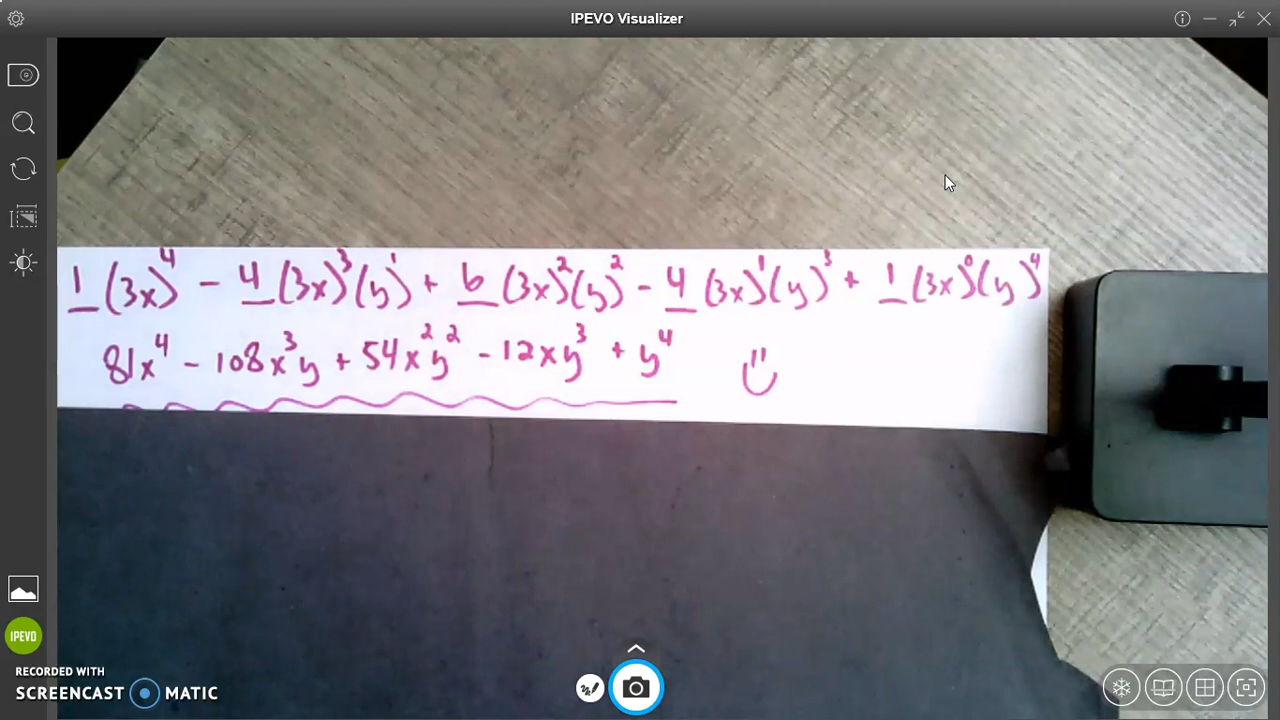 IPEVO Visualizer
1 (3x)⁴ - 4 (3x)³(y)¹ + 6 (3x)²(y)² - 4 (3x)¹(y)³ + 1 (3x)⁰(y)⁴
81x⁴ - 108x³y + 54x²y² - 12xy³ + y⁴
IPEVO
RECORDED WITH
SCREENCAST MATIC